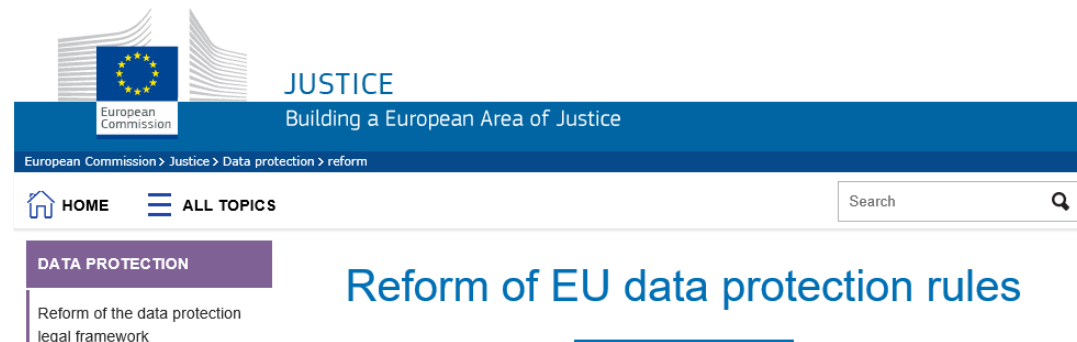 JUSTICE
European
Commission
Building a European Area of Justice
European Commission > Justice > Data protection > reform
HOME
ALL TOPICS
Search
DATA PROTECTION
Reform of EU data protection rules
Reform of the data protection
legal framework